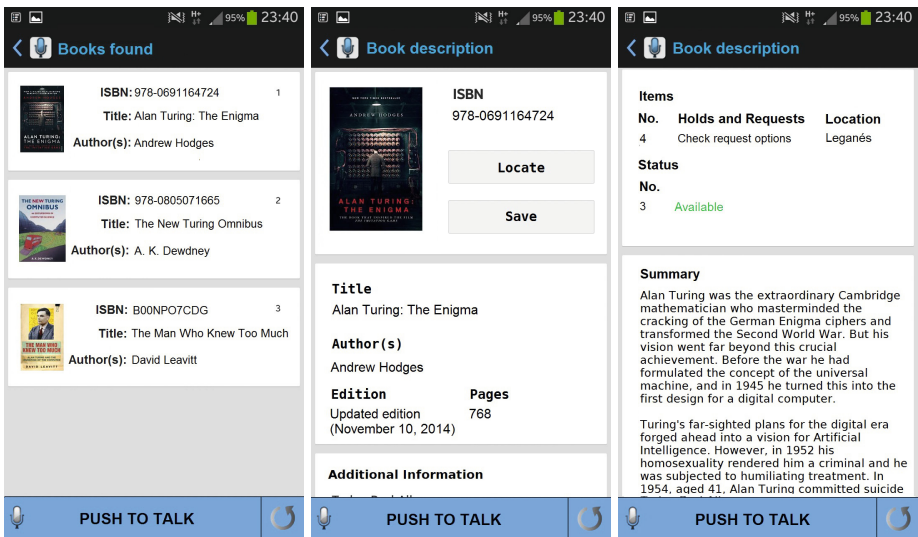 H+ 95% 23:40
Books found
ISBN: 978-0691164724 1
Title: Alan Turing: The Enigma
Author(s): Andrew Hodges
ALAN TURING:
THE ENIGMA
ISBN: 978-0805071665 2
Title: The New Turing Omnibus
Author(s): A. K. Dewdney
THE NEW TURING
OMNIBUS
ISBN: B00NPO7CDG 3
Title: The Man Who Knew Too Much
Author(s): David Leavitt
THE MAN WHO
KNEW TOO MUCH
DAVID LEAVITT
PUSH TO TALK
H+ 95% 23:40
Book description
ANDREW HODGES
ALAN TURING:
THE ENIGMA
THE BOOK THAT INSPIRED THE FILM
THE IMITATION GAME
ISBN
978-0691164724
Locate
Save
Title
Alan Turing: The Enigma
Author(s)
Andrew Hodges
Edition Pages
Updated edition 768
(November 10, 2014)
Additional Information
PUSH TO TALK
H+ 95% 23:40
Book description
Items
No. Holds and Requests Location
4 Check request options Leganés
Status
No.
3 Available
Summary
Alan Turing was the extraordinary Cambridge
mathematician who masterminded the
cracking of the German Enigma ciphers and
transformed the Second World War. But his
vision went far beyond this crucial
achievement. Before the war he had
formulated the concept of the universal
machine, and in 1945 he turned this into the
first design for a digital computer.
Turing's far-sighted plans for the digital era
forged ahead into a vision for Artificial
Intelligence. However, in 1952 his
homosexuality rendered him a criminal and he
was subjected to humiliating treatment. In
1954, aged 41, Alan Turing committed suicide
PUSH TO TALK